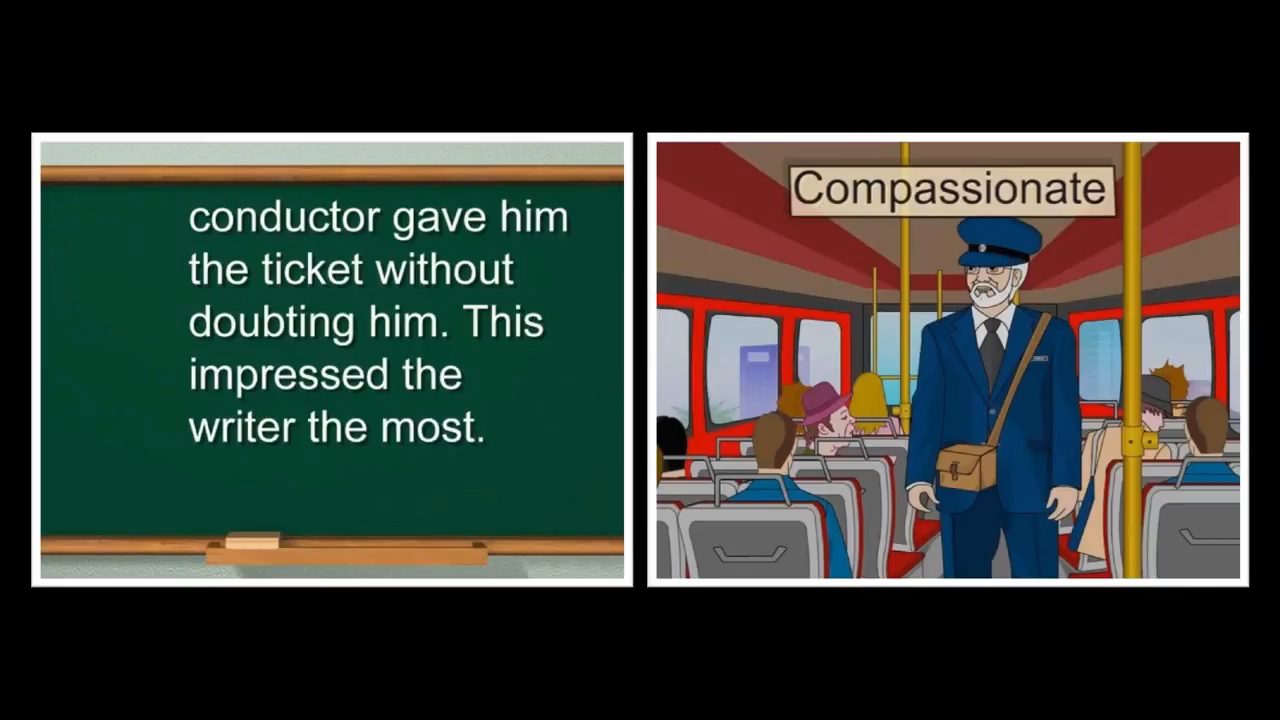 conductor gave him
the ticket without
doubting him. This
impressed the
writer the most.
Compassionate